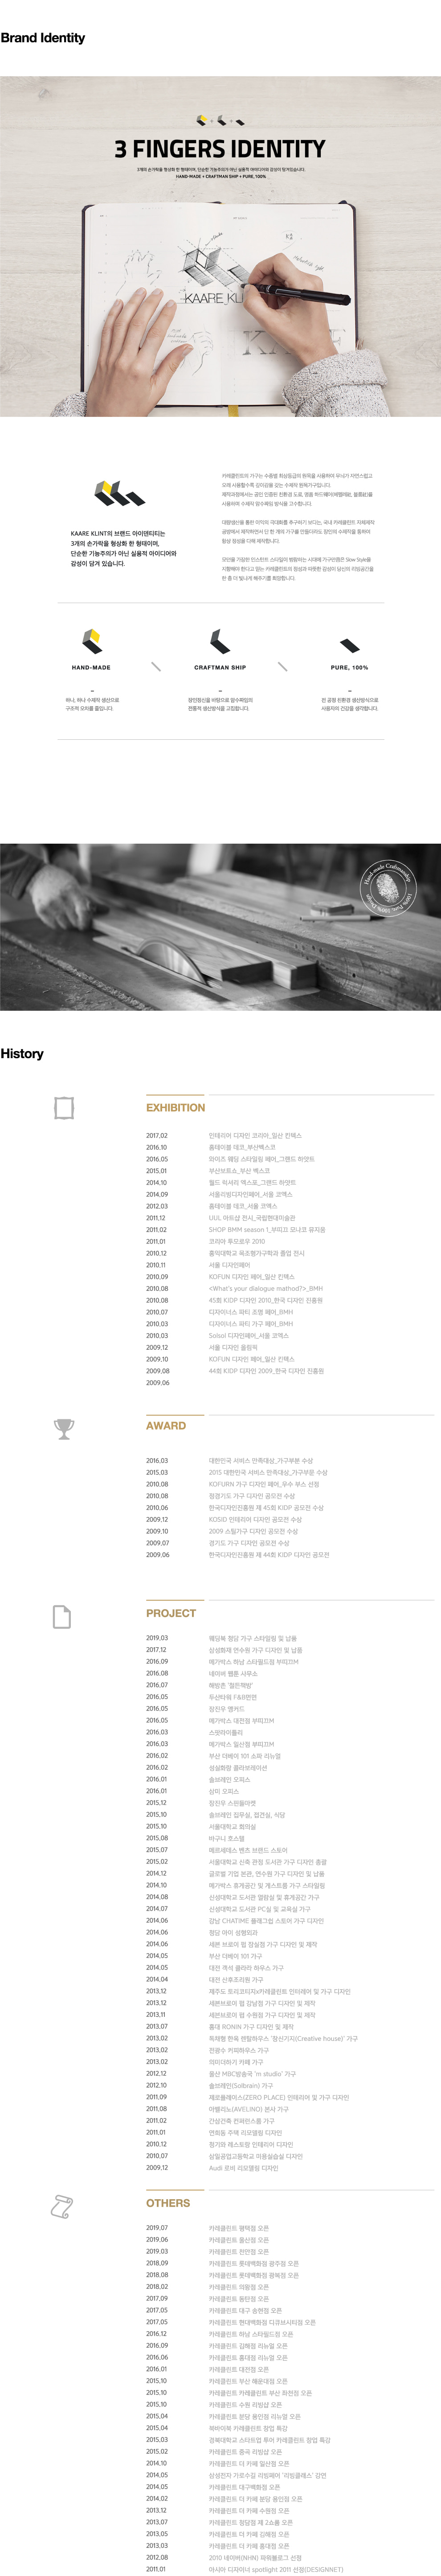 Brand Identity
3 FINGERS IDENTITY
3개의 손가락을 형상화 한 형태이며, 단순한 기능주의가 아닌 실용적 아이디어와 감성이 담겨있습니다.
HAND-MADE + CRAFTMAN SHIP + PURE, 100%
KAARE_KL
KAARE KLINT의 브랜드 아이덴티티는
3개의 손가락을 형상화 한 형태이며,
단순한 기능주의가 아닌 실용적 아이디어와
감성이 담겨 있습니다.
HAND-MADE
CRAFTMAN SHIP
PURE, 100%
하나, 하나 수제작 생산으로
구조적 오차를 줄입니다.
장인정신을 바탕으로 짜수짜임의
전통적 생산방식을 고집합니다.
전 공정 친환경 생산방식으로
사용자의 건강을 생각합니다.
Hand-made Craftmanship
History
EXHIBITION
2017.02 인테리어 디자인 코리아_일산 킨텍스
2016.10 홈테이블 데코_부산벡스코
2016.05 와이즈 웨딩 스타일링 페어_그랜드 하얏트
2015.01 부산보트쇼_부산 벡스코
2014.10 월드 럭셔리 엑스포_그랜드 하얏트
2014.09 서울리빙디자인페어_서울 코엑스
2012.03 홈테이블 데코_서울 코엑스
2011.12 UUL 아트샵 전시_국립현대미술관
2011.02 SHOP BMM season 1_부띠끄 모나코 뮤지움
2011.01 코리아 투모로우 2010
2010.12 홍익대학교 목조형가구학과 졸업 전시
2010.11 서울 디자인페어
2010.09 KOFUN 디자인 페어_일산 킨텍스
2010.08 <What's your dialogue mathod?>_BMH
2010.08 45회 KIDP 디자인 2010_한국 디자인 진흥원
2010.07 디자이너스 파티 조명 페어_BMH
2010.03 디자이너스 파티 가구 페어_BMH
2010.03 Solsol 디자인페어_서울 코엑스
2009.12 서울 디자인 올림픽
2009.10 KOFUN 디자인 페어_일산 킨텍스
2009.08 44회 KIDP 디자인 2009_한국 디자인 진흥원
2009.06
AWARD
2016.03 대한민국 서비스 만족대상_가구부문 수상
2015.03 2015 대한민국 서비스 만족대상_가구부문 수상
2010.08 KOFURN 가구 디자인 페어_우수 부스 선정
2010.08 점경기도 가구 디자인 공모전 수상
2010.06 한국디자인진흥원 제 45회 KIDP 공모전 수상
2009.12 KOSID 인테리어 디자인 공모전 수상
2009.10 2009 스틸가구 디자인 공모전 수상
2009.07 경기도 가구 디자인 공모전 수상
2009.06 한국디자인진흥원 제 44회 KIDP 디자인 공모전
PROJECT
2019.03 웨딩북 청담 가구 스타일링 및 납품
2017.12 삼성화재 연수원 가구 디자인 및 납품
2016.09 메가박스 하남 스타필드점 부띠끄M
2016.08 네이버 웹툰 사무소
2016.07 해방촌 '철든책방'
2016.05 두산타워 F&B면면
2016.05 장진우 앵커드
2016.05 메가박스 대전점 부띠끄M
2016.03 스땃라이플리
2016.03 메가박스 일산점 부띠끄M
2016.02 부산 더베이 101 소파 리뉴얼
2016.02 성실화랑 콜라보레이션
2016.01 솔브레인 오피스
2016.01 삼미 오피스
2015.12 장진우 스핀들마켓
2015.10 솔브레인 업무실, 접견실, 식당
2015.10 서울대학교 회의실
2015.08 바구니 호스텔
2015.07 메르세데스 벤츠 브랜드 스토어
2015.02 서울대학교 신축 관정 도서관 가구 디자인 총괄
2014.12 글로벌 기업 본관, 연수원 가구 디자인 및 납품
2014.10 메가박스 휴게공간 및 게스트룸 가구 스타일링
2014.08 신성대학교 도서관 열람실 및 휴게공간 가구
2014.07 신성대학교 도서관 PC실 및 교육실 가구
2014.06 강남 CHATIME 플래그쉽 스토어 가구 디자인
2014.06 청담 아이 성형외과
2014.06 세븐 브로이 펍 잠실점 가구 디자인 및 제작
2014.05 부산 더베이 101 가구
2014.05 대전 객석 클라라 하우스 가구
2014.04 대전 산후조리원 가구
2013.12 제주도 토리코티지x카레클린트 인터레어 및 가구 디자인
2013.12 세븐브로이 펍 강남점 가구 디자인 및 제작
2013.11 세븐브로이 펍 수원점 가구 디자인 및 제작
2013.07 홍대 RONIN 가구 디자인 및 제작
2013.02 독채형 한옥 렌탈하우스 '창신기지(Creative house)' 가구
2013.02 전광수 커피하우스 가구
2013.02 의미더하기 카페 가구
2012.12 울산 MBC방송국 'm studio' 가구
2012.10 솔브레인(Solbrain) 가구
2011.09 제로플레이스(ZERO PLACE) 인테리어 및 가구 디자인
2011.08 아벨리노(AVELINO) 본사 가구
2011.02 간삼건축 컨퍼런스룸 가구
2011.01 연희동 주택 리모델링 디자인
2010.12 청기와 레스토랑 인테리어 디자인
2010.07 삼일공업고등학교 미용실습실 디자인
2009.12 Audi 로비 리모델링 디자인
OTHERS
2019.07 카레클린트 평택점 오픈
2019.06 카레클린트 울산점 오픈
2019.03 카레클린트 천안점 오픈
2018.09 카레클린트 롯데백화점 광주점 오픈
2018.08 카레클린트 롯데백화점 광복점 오픈
2018.02 카레클린트 의왕점 오픈
2017.09 카레클린트 동탄점 오픈
2017.05 카레클린트 대구 송현점 오픈
2017.05 카레클린트 현대백화점 디큐브시티점 오픈
2016.12 카레클린트 하남 스타필드점 오픈
2016.09 카레클린트 김해점 리뉴얼 오픈
2016.06 카레클린트 홍대점 리뉴얼 오픈
2016.01 카레클린트 대전점 오픈
2015.10 카레클린트 부산 해운대점 오픈
2015.10 카레클린트 카레클린트 부산 좌천점 오픈
2015.10 카레클린트 수원 리빙샵 오픈
2015.04 카레클린트 분당 용인점 리뉴얼 오픈
2015.04 북바이북 카레클린트 창업 특강
2015.03 경북대학교 스타트업 투어 카레클린트 창업 특강
2015.02 카레클린트 중곡 리빙샵 오픈
2014.10 카레클린트 더 카페 일산점 오픈
2014.05 삼성전자 가로수길 리빙페어 '리빙클래스' 강연
2014.05 카레클린트 대구백화점 오픈
2014.02 카레클린트 더 카페 분당 용인점 오픈
2013.12 카레클린트 더 카페 수원점 오픈
2013.07 카레클린트 청담점 제 2쇼룸 오픈
2013.05 카레클린트 더 카페 김해점 오픈
2013.03 카레클린트 더 카페 홍대점 오픈
2012.08 2010 네이버(NHN) 파워블로그 선정
2011.01 아시아 디자이너 spotlight 2011 선정(DESIGNNET)